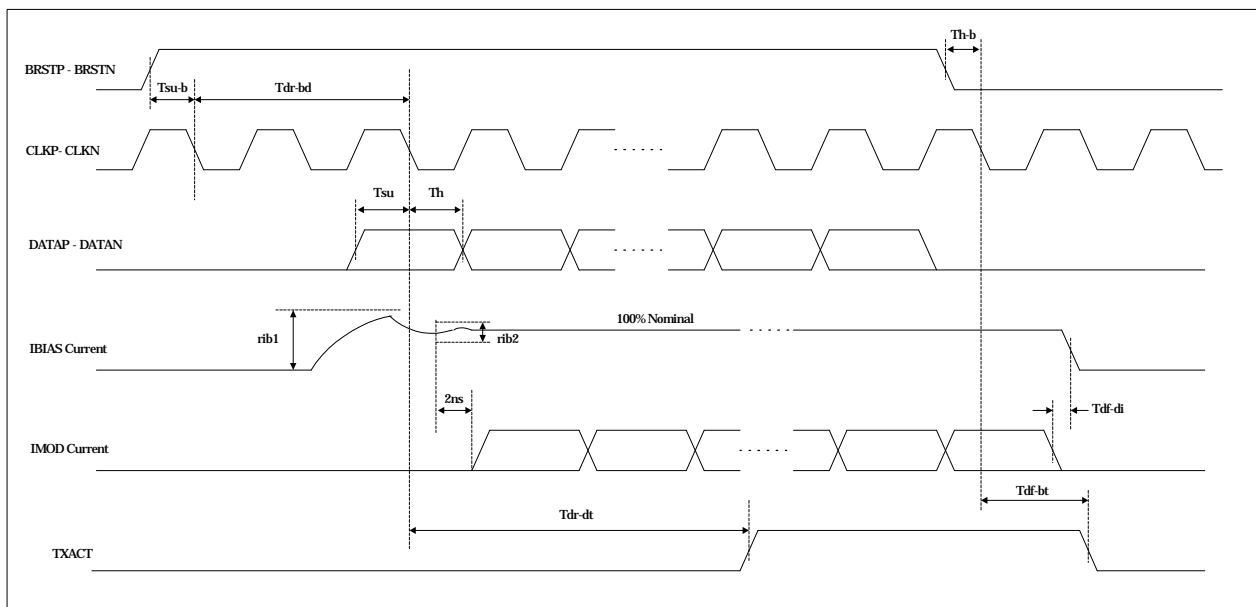 Th-b
BRSTP - BRSTN
Tsu-b
Tdr-bd
CLKP- CLKN
. . . . . .
Tsu
Th
DATAP - DATAN
. . . . . .
100% Nominal
. . . . .
rib1
rib2
IBIAS Current
2ns
Tdf-di
IMOD Current
. . . . . .
Tdf-bt
Tdr-dt
TXACT